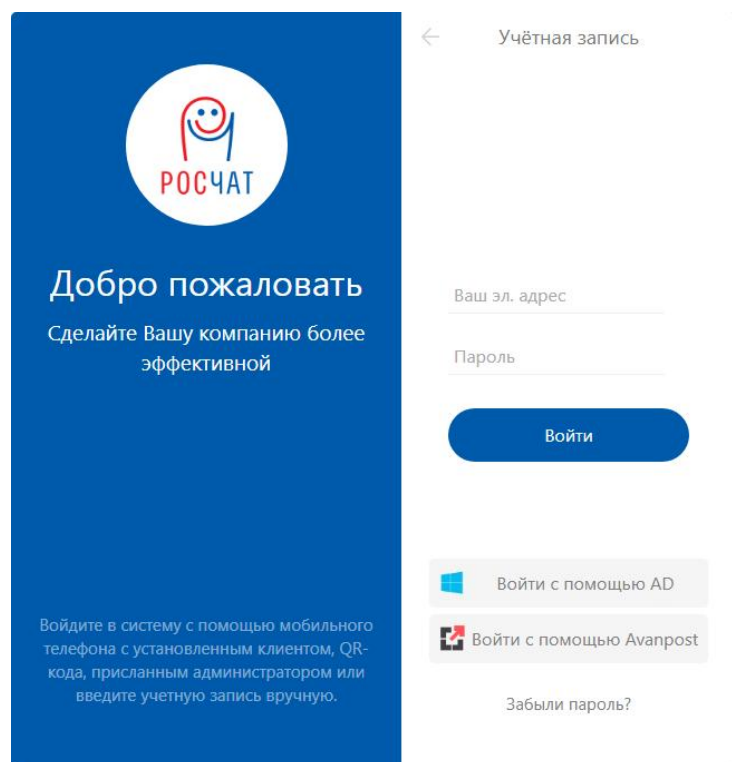 РОСЧАТ
Добро пожаловать
Сделайте Вашу компанию более
эффективной
Войдите в систему с помощью мобильного
телефона с установленным клиентом, QR-
кода, присланным администратором или
введите учетную запись вручную.
Учётная запись
Ваш эл. адрес
Пароль
Войти
Войти с помощью AD
Войти с помощью Avanpost
Забыли пароль?